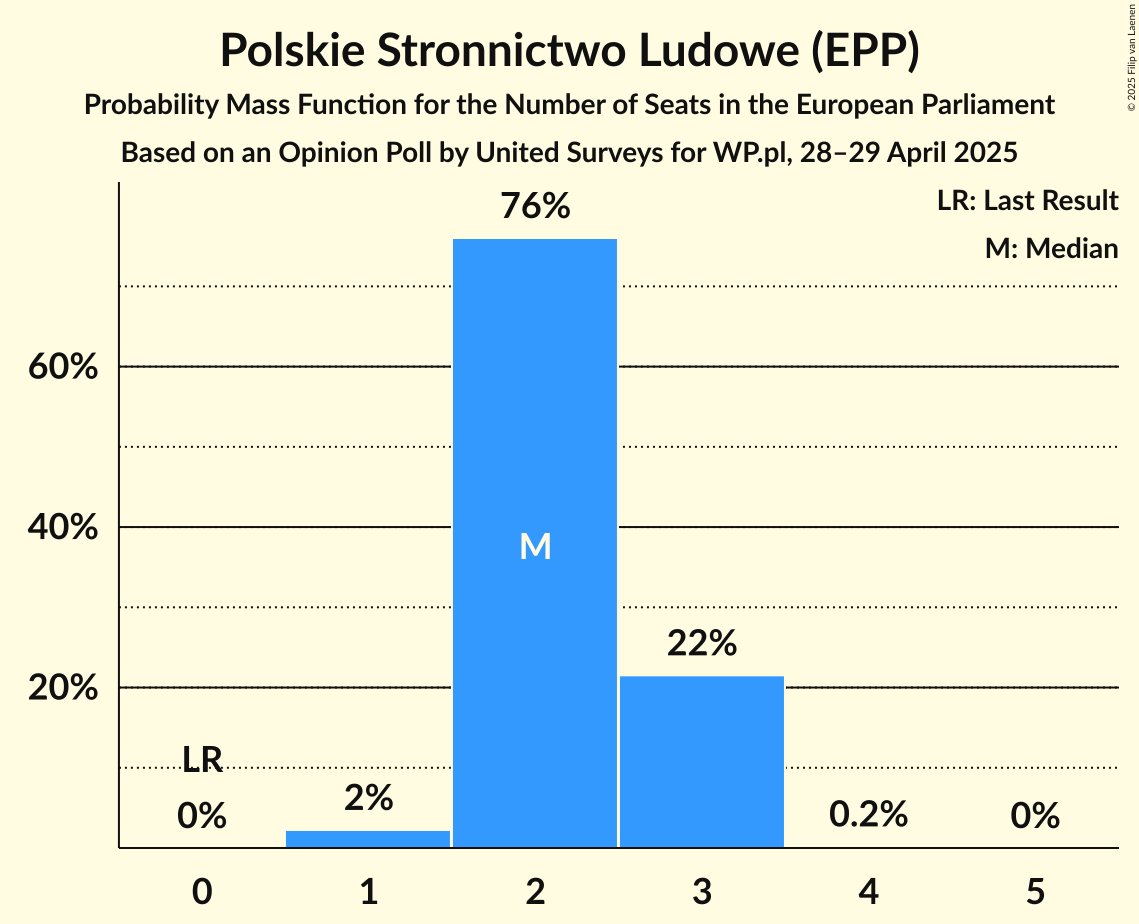 Polskie Stronnictwo Ludowe (EPP)
Probability Mass Function for the Number of Seats in the European Parliament
Based on an Opinion Poll by United Surveys for WP.pl, 28–29 April 2025
© 2025 Filip van Laenen
LR: Last Result
M: Median
76%
60%
40%
M
22%
20%
LR
0%
2%
0.2%
0%
0 1 2 3 4 5